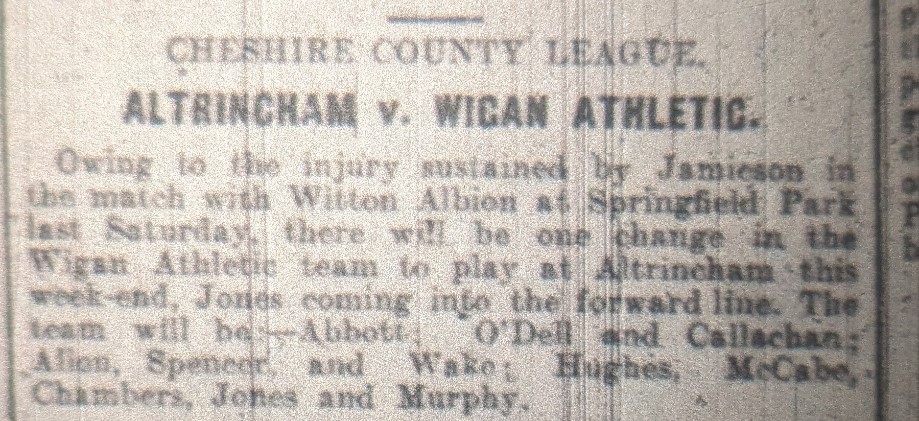 CHESHIRE COUNTY LEAGUE.
ALTRINCHAM v. WIGAN ATHLETIC.
Owing to the injury sustained by Jamieson in
the match with Witton Albion at Springfield Park
last Saturday, there will be one change in the
Wigan Athletic team to play at Altrincham this
week-end, Jones coming into the forward line. The
team will be:—Abbott; O'Dell and Callachan;
Allen, Spencer, and Wake; Hughes, McCabe,
Chambers, Jones and Murphy.